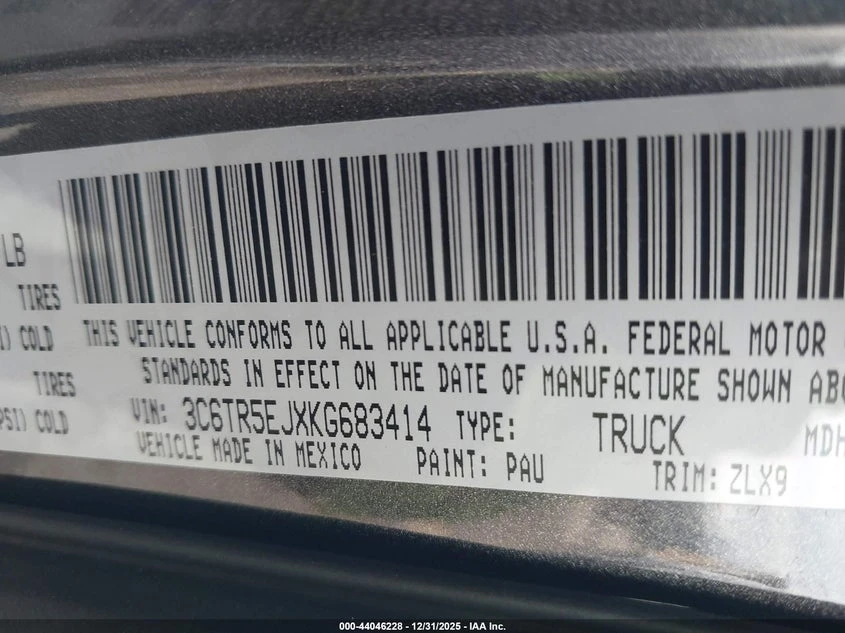 LB
TIRES
COLD
THIS VEHICLE CONFORMS TO ALL APPLICABLE U.S.A. FEDERAL MOTOR
STANDARDS IN EFFECT ON THE DATE OF MANUFACTURE SHOWN ABO
TIRES
PSI) COLD
VIN: 3C6TR5EJXKG683414 TYPE: TRUCK MDH
VEHICLE MADE IN MEXICO PAINT: PAU TRIM: ZLX9
000-44046228 - 12/31/2025 - IAA Inc.